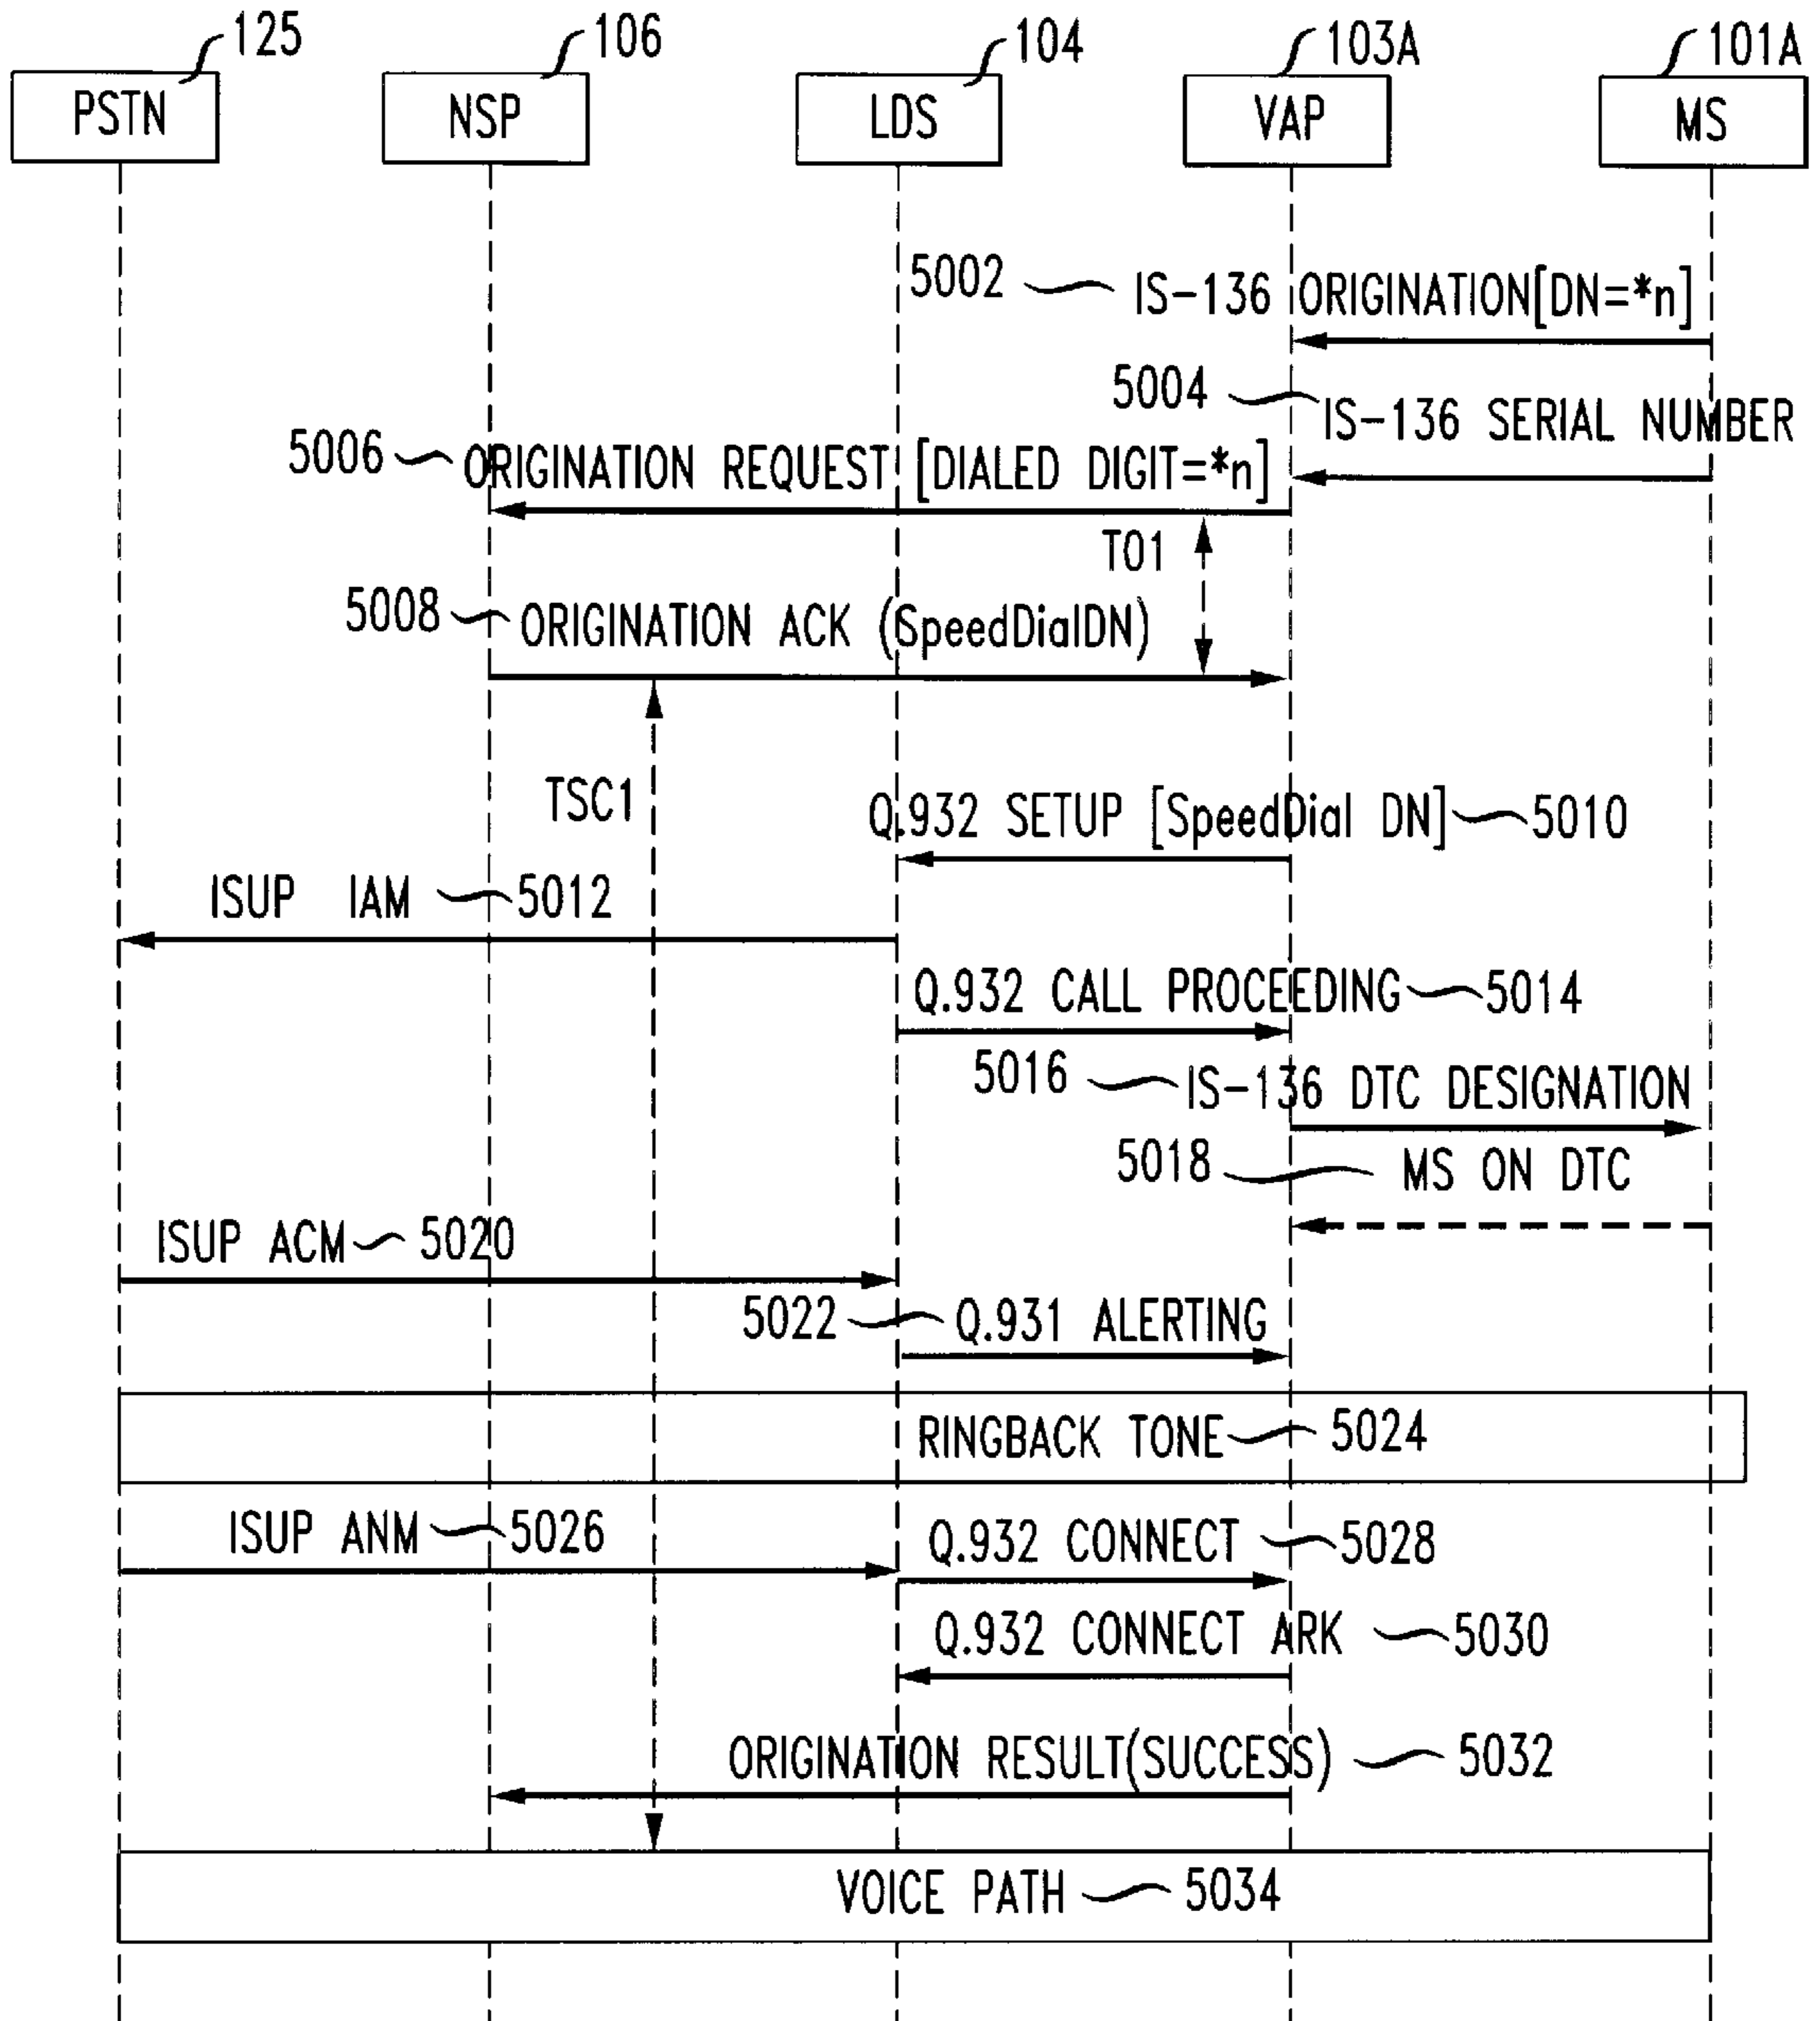 125 106 104 103A 101A
PSTN NSP LDS VAP MS
5002 IS-136 ORIGINATION[DN=*n]
5004 IS-136 SERIAL NUMBER
5006 ORIGINATION REQUEST [DIALED DIGIT=*n]
TO1
5008 ORIGINATION ACK (SpeedDialDN)
TSC1
Q.932 SETUP [SpeedDial DN] 5010
ISUP IAM 5012
Q.932 CALL PROCEEDING 5014
5016 IS-136 DTC DESIGNATION
5018 MS ON DTC
ISUP ACM 5020
5022 Q.931 ALERTING
RINGBACK TONE 5024
ISUP ANM 5026
Q.932 CONNECT 5028
Q.932 CONNECT ARK 5030
ORIGINATION RESULT(SUCCESS) 5032
VOICE PATH 5034